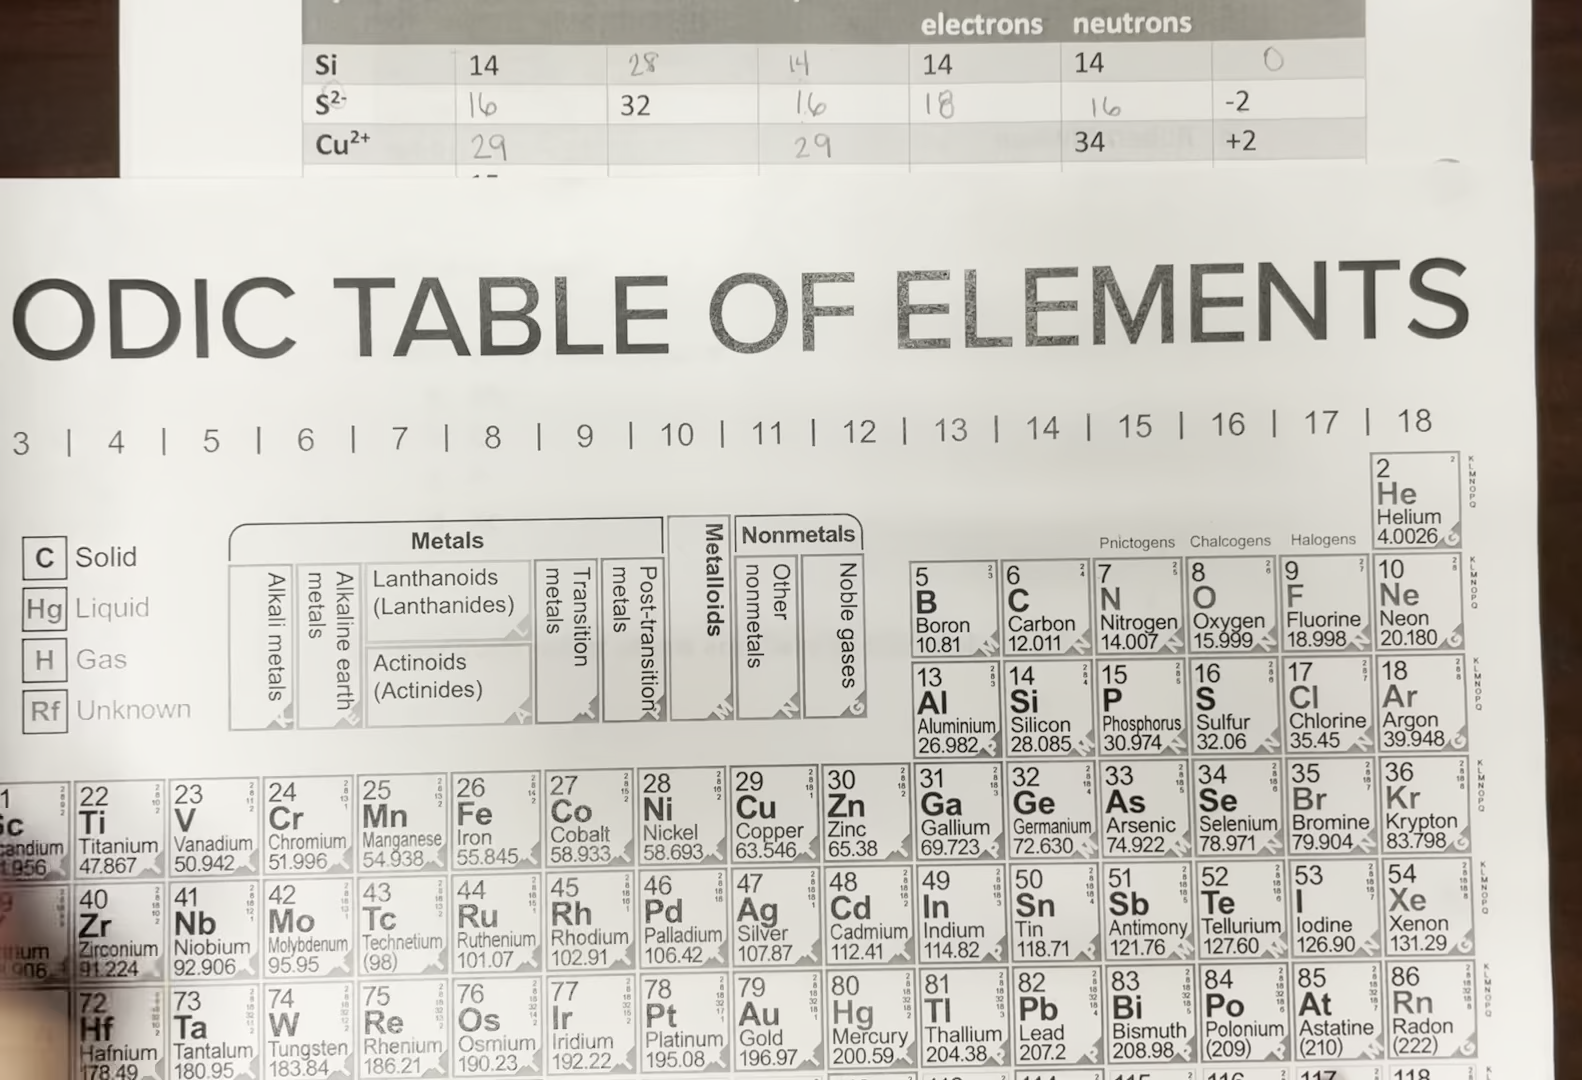 electrons neutrons
Si 14 28 14 14 14 0
S²⁻ 16 32 16 18 16 -2
Cu²⁺ 29 29 34 +2
ODIC TABLE OF ELEMENTS
3 | 4 | 5 | 6 | 7 | 8 | 9 | 10 | 11 | 12 | 13 | 14 | 15 | 16 | 17 | 18
C Solid
Hg Liquid
H Gas
Rf Unknown
Metals
Metalloids
Nonmetals
Alkali metals
Alkaline earth metals
Lanthanoids
(Lanthanides)
Actinoids
(Actinides)
Transition metals
Post-transition metals
Other nonmetals
Noble gases
Pnictogens Chalcogens Halogens
2
He
Helium
4.0026
5 6 7 8 9 10
B C N O F Ne
Boron Carbon Nitrogen Oxygen Fluorine Neon
10.81 12.011 14.007 15.999 18.998 20.180
13 14 15 16 17 18
Al Si P S Cl Ar
Aluminium Silicon Phosphorus Sulfur Chlorine Argon
26.982 28.085 30.974 32.06 35.45 39.948
22 23 24 25 26 27 28 29 30 31 32 33 34 35 36
Ti V Cr Mn Fe Co Ni Cu Zn Ga Ge As Se Br Kr
Titanium Vanadium Chromium Manganese Iron Cobalt Nickel Copper Zinc Gallium Germanium Arsenic Selenium Bromine Krypton
47.867 50.942 51.996 54.938 55.845 58.933 58.693 63.546 65.38 69.723 72.630 74.922 78.971 79.904 83.798
40 41 42 43 44 45 46 47 48 49 50 51 52 53 54
Zr Nb Mo Tc Ru Rh Pd Ag Cd In Sn Sb Te I Xe
Zirconium Niobium Molybdenum Technetium Ruthenium Rhodium Palladium Silver Cadmium Indium Tin Antimony Tellurium Iodine Xenon
91.224 92.906 95.95 (98) 101.07 102.91 106.42 107.87 112.41 114.82 118.71 121.76 127.60 126.90 131.29
72 73 74 75 76 77 78 79 80 81 82 83 84 85 86
Hf Ta W Re Os Ir Pt Au Hg Tl Pb Bi Po At Rn
Hafnium Tantalum Tungsten Rhenium Osmium Iridium Platinum Gold Mercury Thallium Lead Bismuth Polonium Astatine Radon
178.49 180.95 183.84 186.21 190.23 192.22 195.08 196.97 200.59 204.38 207.2 208.98 (209) (210) (222)